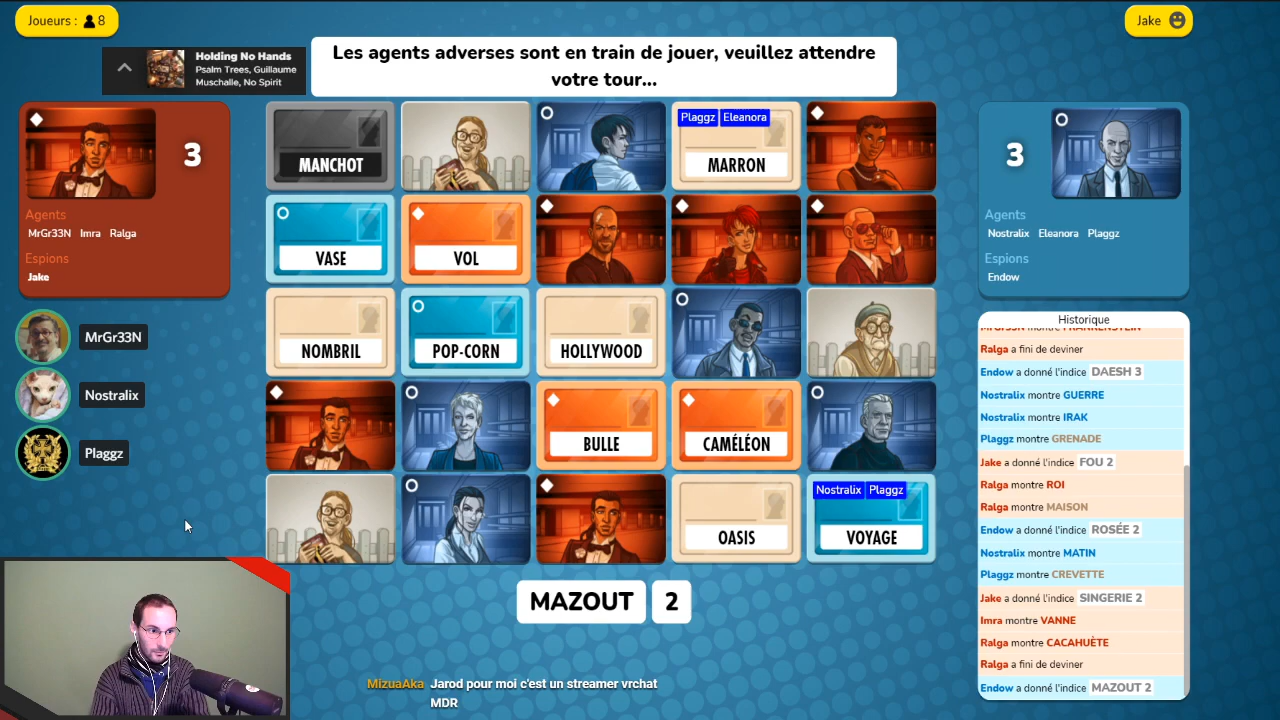 Joueurs : 8
Jake
Holding No Hands
Psalm Trees, Guillaume
Muschalle, No Spirit
Les agents adverses sont en train de jouer, veuillez attendre
votre tour...
3
Agents
MrGr33N Imra Ralga
Espions
Jake
MrGr33N
Nostralix
Plaggz
MANCHOT
Plaggz Eleanora
MARRON
VASE
VOL
NOMBRIL
POP-CORN
HOLLYWOOD
BULLE
CAMÉLÉON
OASIS
Nostralix Plaggz
VOYAGE
MAZOUT 2
MizuaAka Jarod pour moi c'est un streamer vrchat
MDR
3
Agents
Nostralix Eleanora Plaggz
Espions
Endow
Historique
MrGr33N montre FRANKENSTEIN
Ralga a fini de deviner
Endow a donné l'indice DAESH 3
Nostralix montre GUERRE
Nostralix montre IRAK
Plaggz montre GRENADE
Jake a donné l'indice FOU 2
Ralga montre ROI
Ralga montre MAISON
Endow a donné l'indice ROSÉE 2
Nostralix montre MATIN
Plaggz montre CREVETTE
Jake a donné l'indice SINGERIE 2
Imra montre VANNE
Ralga montre CACAHUÈTE
Ralga a fini de deviner
Endow a donné l'indice MAZOUT 2